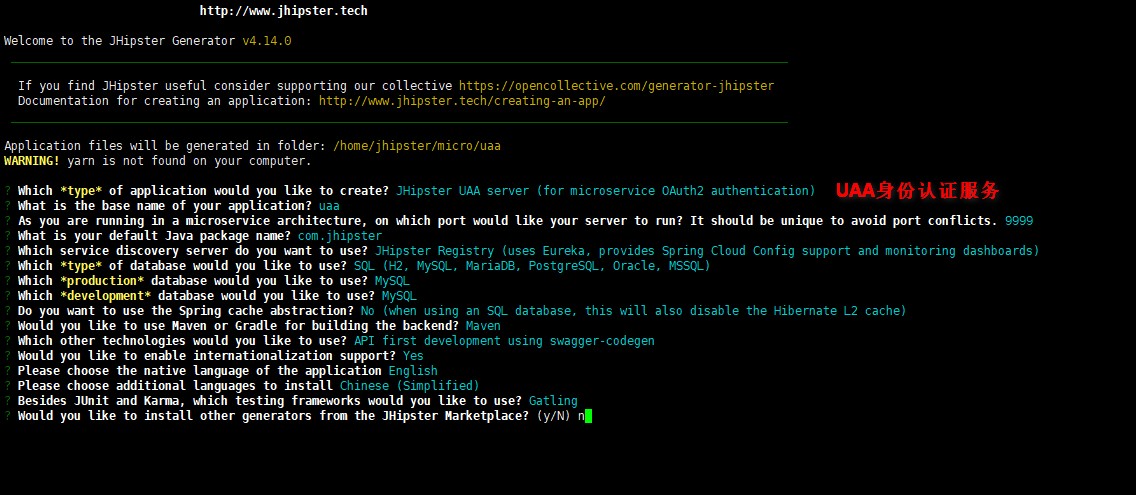 http://www.jhipster.tech
Welcome to the JHipster Generator v4.14.0
If you find JHipster useful consider supporting our collective https://opencollective.com/generator-jhipster
Documentation for creating an application: http://www.jhipster.tech/creating-an-app/
Application files will be generated in folder: /home/jhipster/micro/uaa
WARNING! yarn is not found on your computer.
? Which *type* of application would you like to create? JHipster UAA server (for microservice OAuth2 authentication) UAA身份认证服务
? What is the base name of your application? uaa
? As you are running in a microservice architecture, on which port would like your server to run? It should be unique to avoid port conflicts. 9999
? What is your default Java package name? com.jhipster
? Which service discovery server do you want to use? JHipster Registry (uses Eureka, provides Spring Cloud Config support and monitoring dashboards)
? Which *type* of database would you like to use? SQL (H2, MySQL, MariaDB, PostgreSQL, Oracle, MSSQL)
? Which *production* database would you like to use? MySQL
? Which *development* database would you like to use? MySQL
? Do you want to use the Spring cache abstraction? No (when using an SQL database, this will also disable the Hibernate L2 cache)
? Would you like to use Maven or Gradle for building the backend? Maven
? Which other technologies would you like to use? API first development using swagger-codegen
? Would you like to enable internationalization support? Yes
? Please choose the native language of the application English
? Please choose additional languages to install Chinese (Simplified)
? Besides JUnit and Karma, which testing frameworks would you like to use? Gatling
? Would you like to install other generators from the JHipster Marketplace? (y/N) n